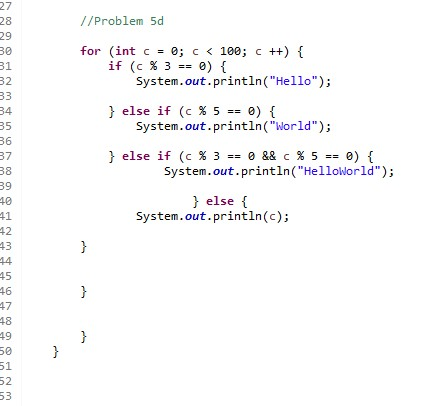 27
28 //Problem 5d
29
30 for (int c = 0; c < 100; c ++) {
31 if (c % 3 == 0) {
32 System.out.println("Hello");
33
34 } else if (c % 5 == 0) {
35 System.out.println("World");
36
37 } else if (c % 3 == 0 && c % 5 == 0) {
38 System.out.println("HelloWorld");
39
40 } else {
41 System.out.println(c);
42
43 }
44
45
46 }
47
48
49 }
50 }
51
52
53